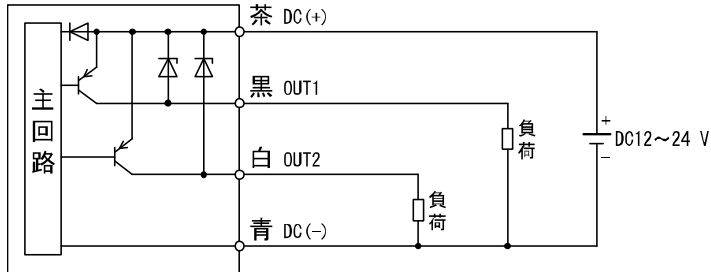 茶 DC(+)
主回路
黒 OUT1
負荷
+
DC12～24 V
−
白 OUT2
負荷
青 DC(−)